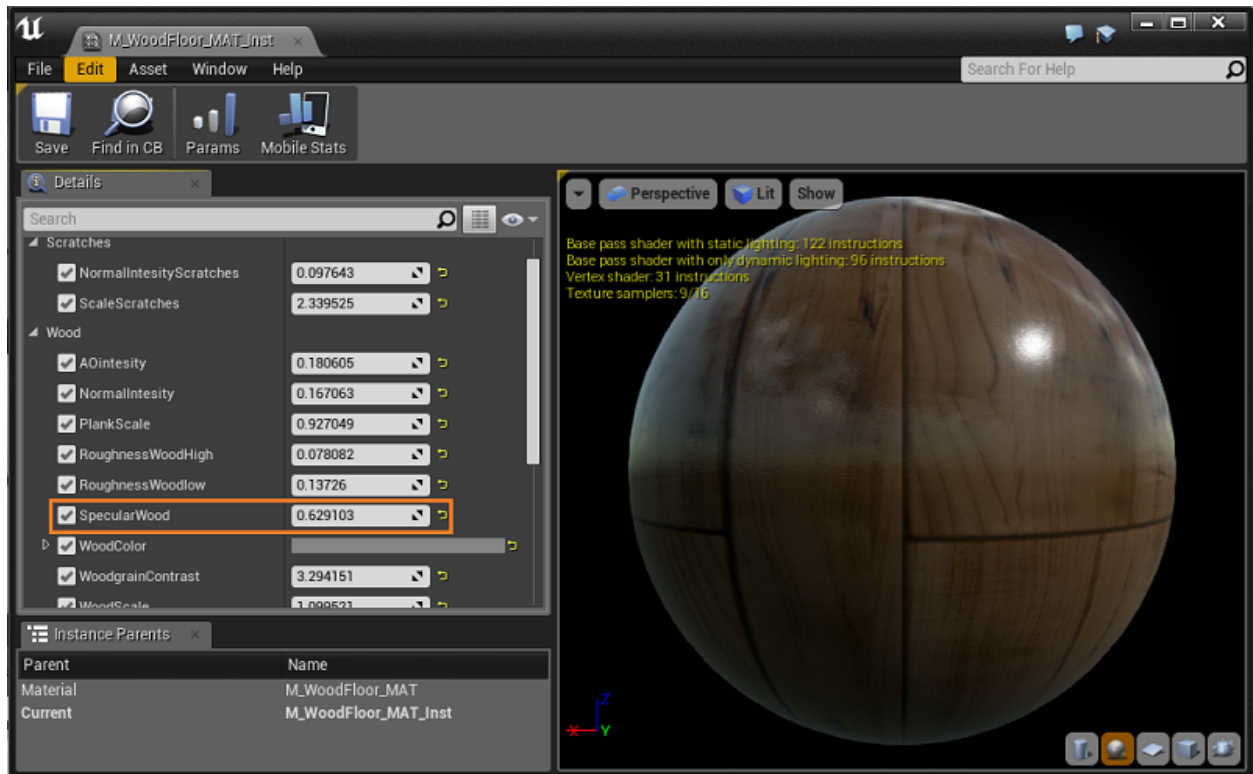 M_WoodFloor_MAT_Inst
File Edit Asset Window Help
Search For Help
Save Find in CB Params Mobile Stats
Details
Search
Scratches
NormalIntesityScratches 0.097643
ScaleScratches 2.339525
Wood
AOintesity 0.180605
NormalIntesity 0.167063
PlankScale 0.927049
RoughnessWoodHigh 0.078082
RoughnessWoodlow 0.13726
SpecularWood 0.629103
WoodColor
WoodgrainContrast 3.294151
WoodScale 1.099521
Instance Parents
Parent Name
Material M_WoodFloor_MAT
Current M_WoodFloor_MAT_Inst
Perspective Lit Show
Base pass shader with static lighting: 122 instructions
Base pass shader with only dynamic lighting: 96 instructions
Vertex shader: 31 instructions
Texture samplers: 9/16
Z
X Y